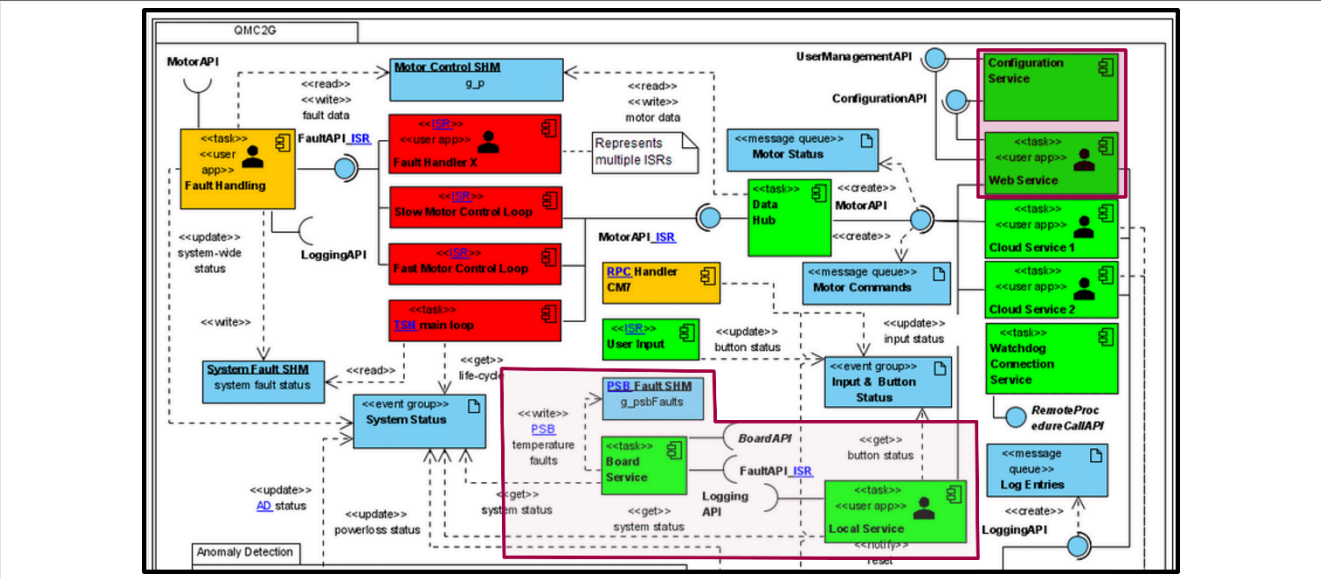 QMC2G
MotorAPI
Motor Control SHM
g_p
<<read>>
<<write>>
fault data
<<read>>
<<write>>
motor data
UserManagementAPI
ConfigurationAPI
Configuration
Service
<<task>>
<<user
app>>
Fault Handling
FaultAPI_ISR
<<ISR>>
<<user app>>
Fault Handler X
Represents
multiple ISRs
<<message queue>>
Motor Status
<<task>>
<<user app>>
Web Service
<<ISR>>
Slow Motor Control Loop
<<task>>
Data
Hub
<<create>>
MotorAPI
<<create>>
<<task>>
<<user app>>
Cloud Service 1
<<update>>
system-wide
status
LoggingAPI
MotorAPI_ISR
<<ISR>>
Fast Motor Control Loop
RPC Handler
CM7
<<message queue>>
Motor Commands
<<task>>
<<user app>>
Cloud Service 2
<<write>>
<<task>>
TSN main loop
<<ISR>>
User Input
<<update>>
button status
<<update>>
input status
<<task>>
Watchdog
Connection
Service
System Fault SHM
system fault status
<<read>>
<<get>>
life-cycle
<<event group>>
Input & Button
Status
<<event group>>
System Status
PSB Fault SHM
g_psbFaults
<<write>>
PSB
temperature
faults
RemoteProc
edureCallAPI
<<task>>
Board
Service
BoardAPI
FaultAPI_ISR
<<get>>
button status
<<message
queue>>
Log Entries
<<update>>
AD status
<<update>>
powerloss status
<<get>>
system status
<<get>>
system status
Logging
API
<<task>>
<<user app>>
Local Service
<<create>>
LoggingAPI
<<notify>>
reset
Anomaly Detection